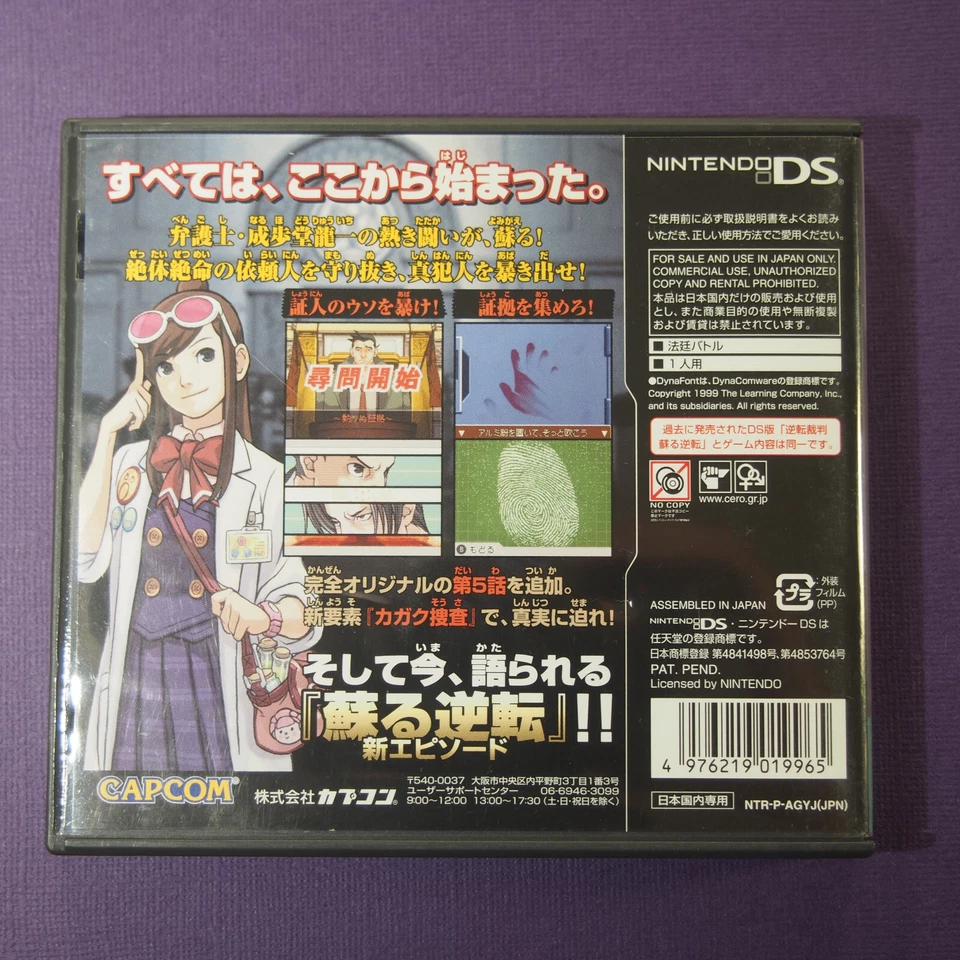 すべては、ここから始まった。
弁護士・成歩堂龍一の熱き闘いが、蘇る!
絶体絶命の依頼人を守り抜き、真犯人を暴き出せ!
証人のウソを暴け!
尋問開始
証拠を集めろ!
アルミ粉を置いて、そっと吹こう
もどる
完全オリジナルの第5話を追加。
新要素『カガク捜査』で、真実に迫れ!
そして今、語られる
『蘇る逆転』!!
新エピソード
CAPCOM
株式会社カプコン
〒540-0037 大阪市中央区内平野町3丁目1番3号
ユーザーサポートセンター 06-6946-3099
9:00~12:00 13:00~17:30(土・日・祝日を除く)
NINTENDO DS
ご使用前に必ず取扱説明書をよくお読み
いただき、正しい使用方法でご愛用ください。
FOR SALE AND USE IN JAPAN ONLY.
COMMERCIAL USE, UNAUTHORIZED
COPY AND RENTAL PROHIBITED.
本品は日本国内だけの販売および使用
とし、また商業目的の使用や無断複製
および賃貸は禁止されています。
■法廷バトル
■1人用
●DynaFontは、DynaComwareの登録商標です。
Copyright 1999 The Learning Company, Inc.,
and its subsidiaries. All rights reserved.
過去に発売されたDS版「逆転裁判
蘇る逆転」とゲーム内容は同一です。
NO COPY
www.cero.gr.jp
ASSEMBLED IN JAPAN
プラ
:外装
フィルム
(PP)
NINTENDO DS・ニンテンドーDSは
任天堂の登録商標です。
日本商標登録 第4841498号、第4853764号
PAT. PEND.
Licensed by NINTENDO
4 976219 019965
日本国内専用
NTR-P-AGYJ(JPN)